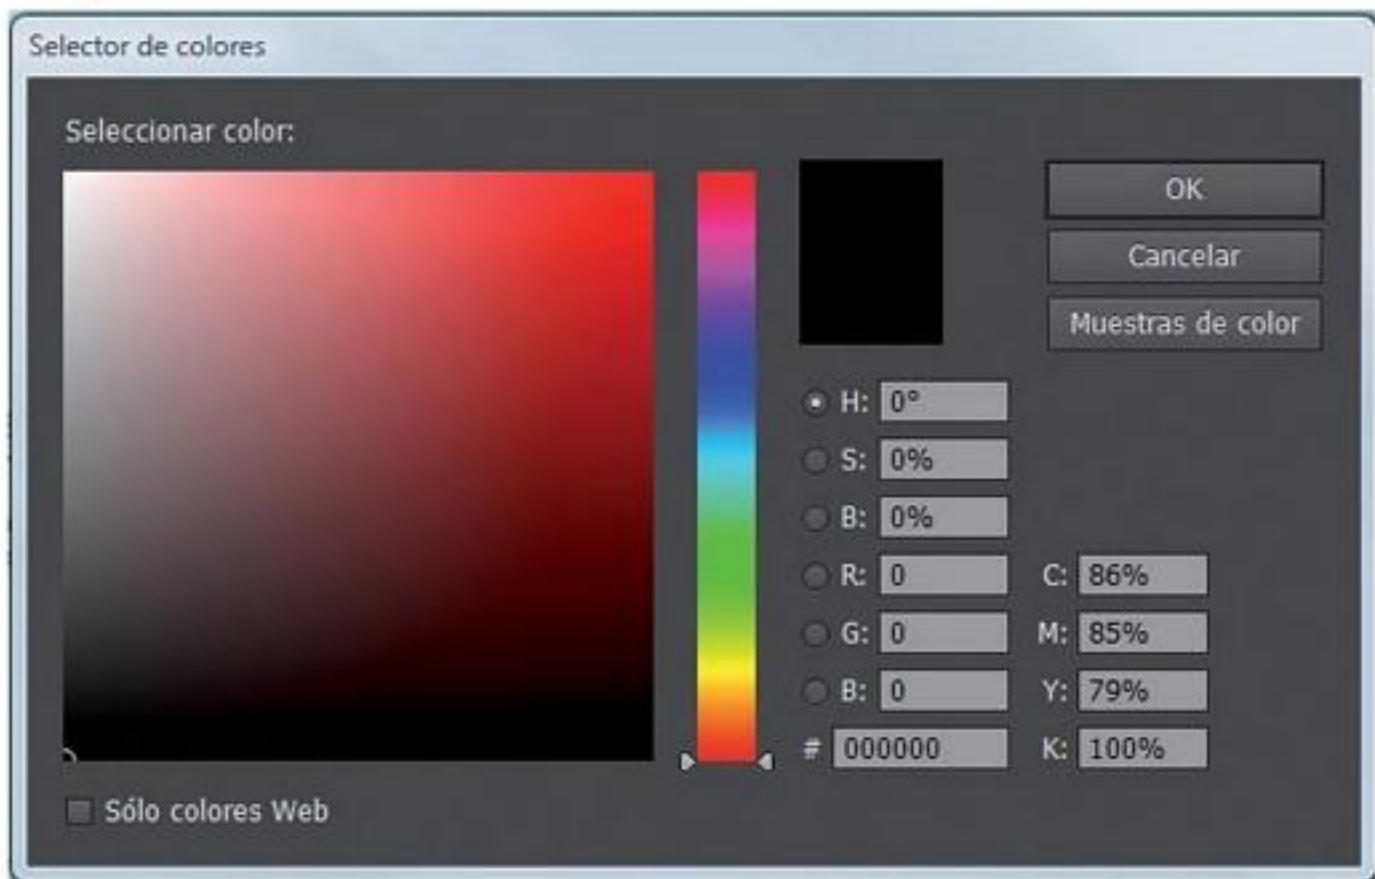 Selector de colores
Seleccionar color:
OK
Cancelar
Muestras de color
H: 0°
S: 0%
B: 0%
R: 0 C: 86%
G: 0 M: 85%
B: 0 Y: 79%
# 000000 K: 100%
Sólo colores Web